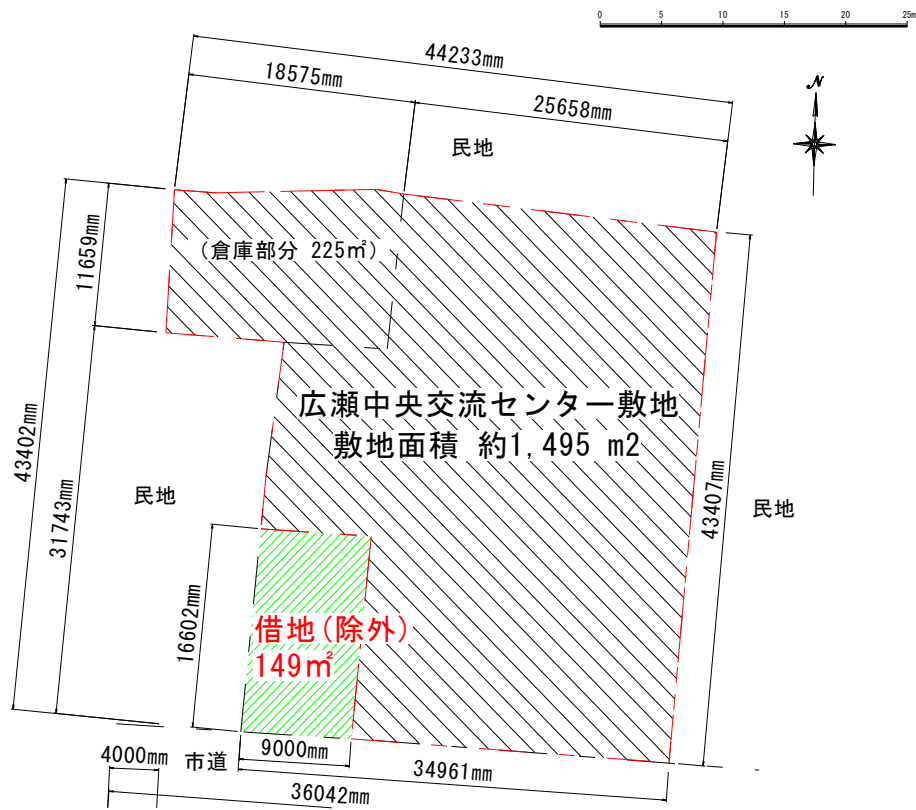 0 5 10 15 20 25m
44233mm
18575mm
25658mm
N
民地
11659mm
(倉庫部分 225㎡)
広瀬中央交流センター敷地
敷地面積 約1,495 m2
43402mm
31743mm
民地
43407mm
民地
16602mm
借地(除外)
149㎡
4000mm 市道
9000mm
34961mm
36042mm